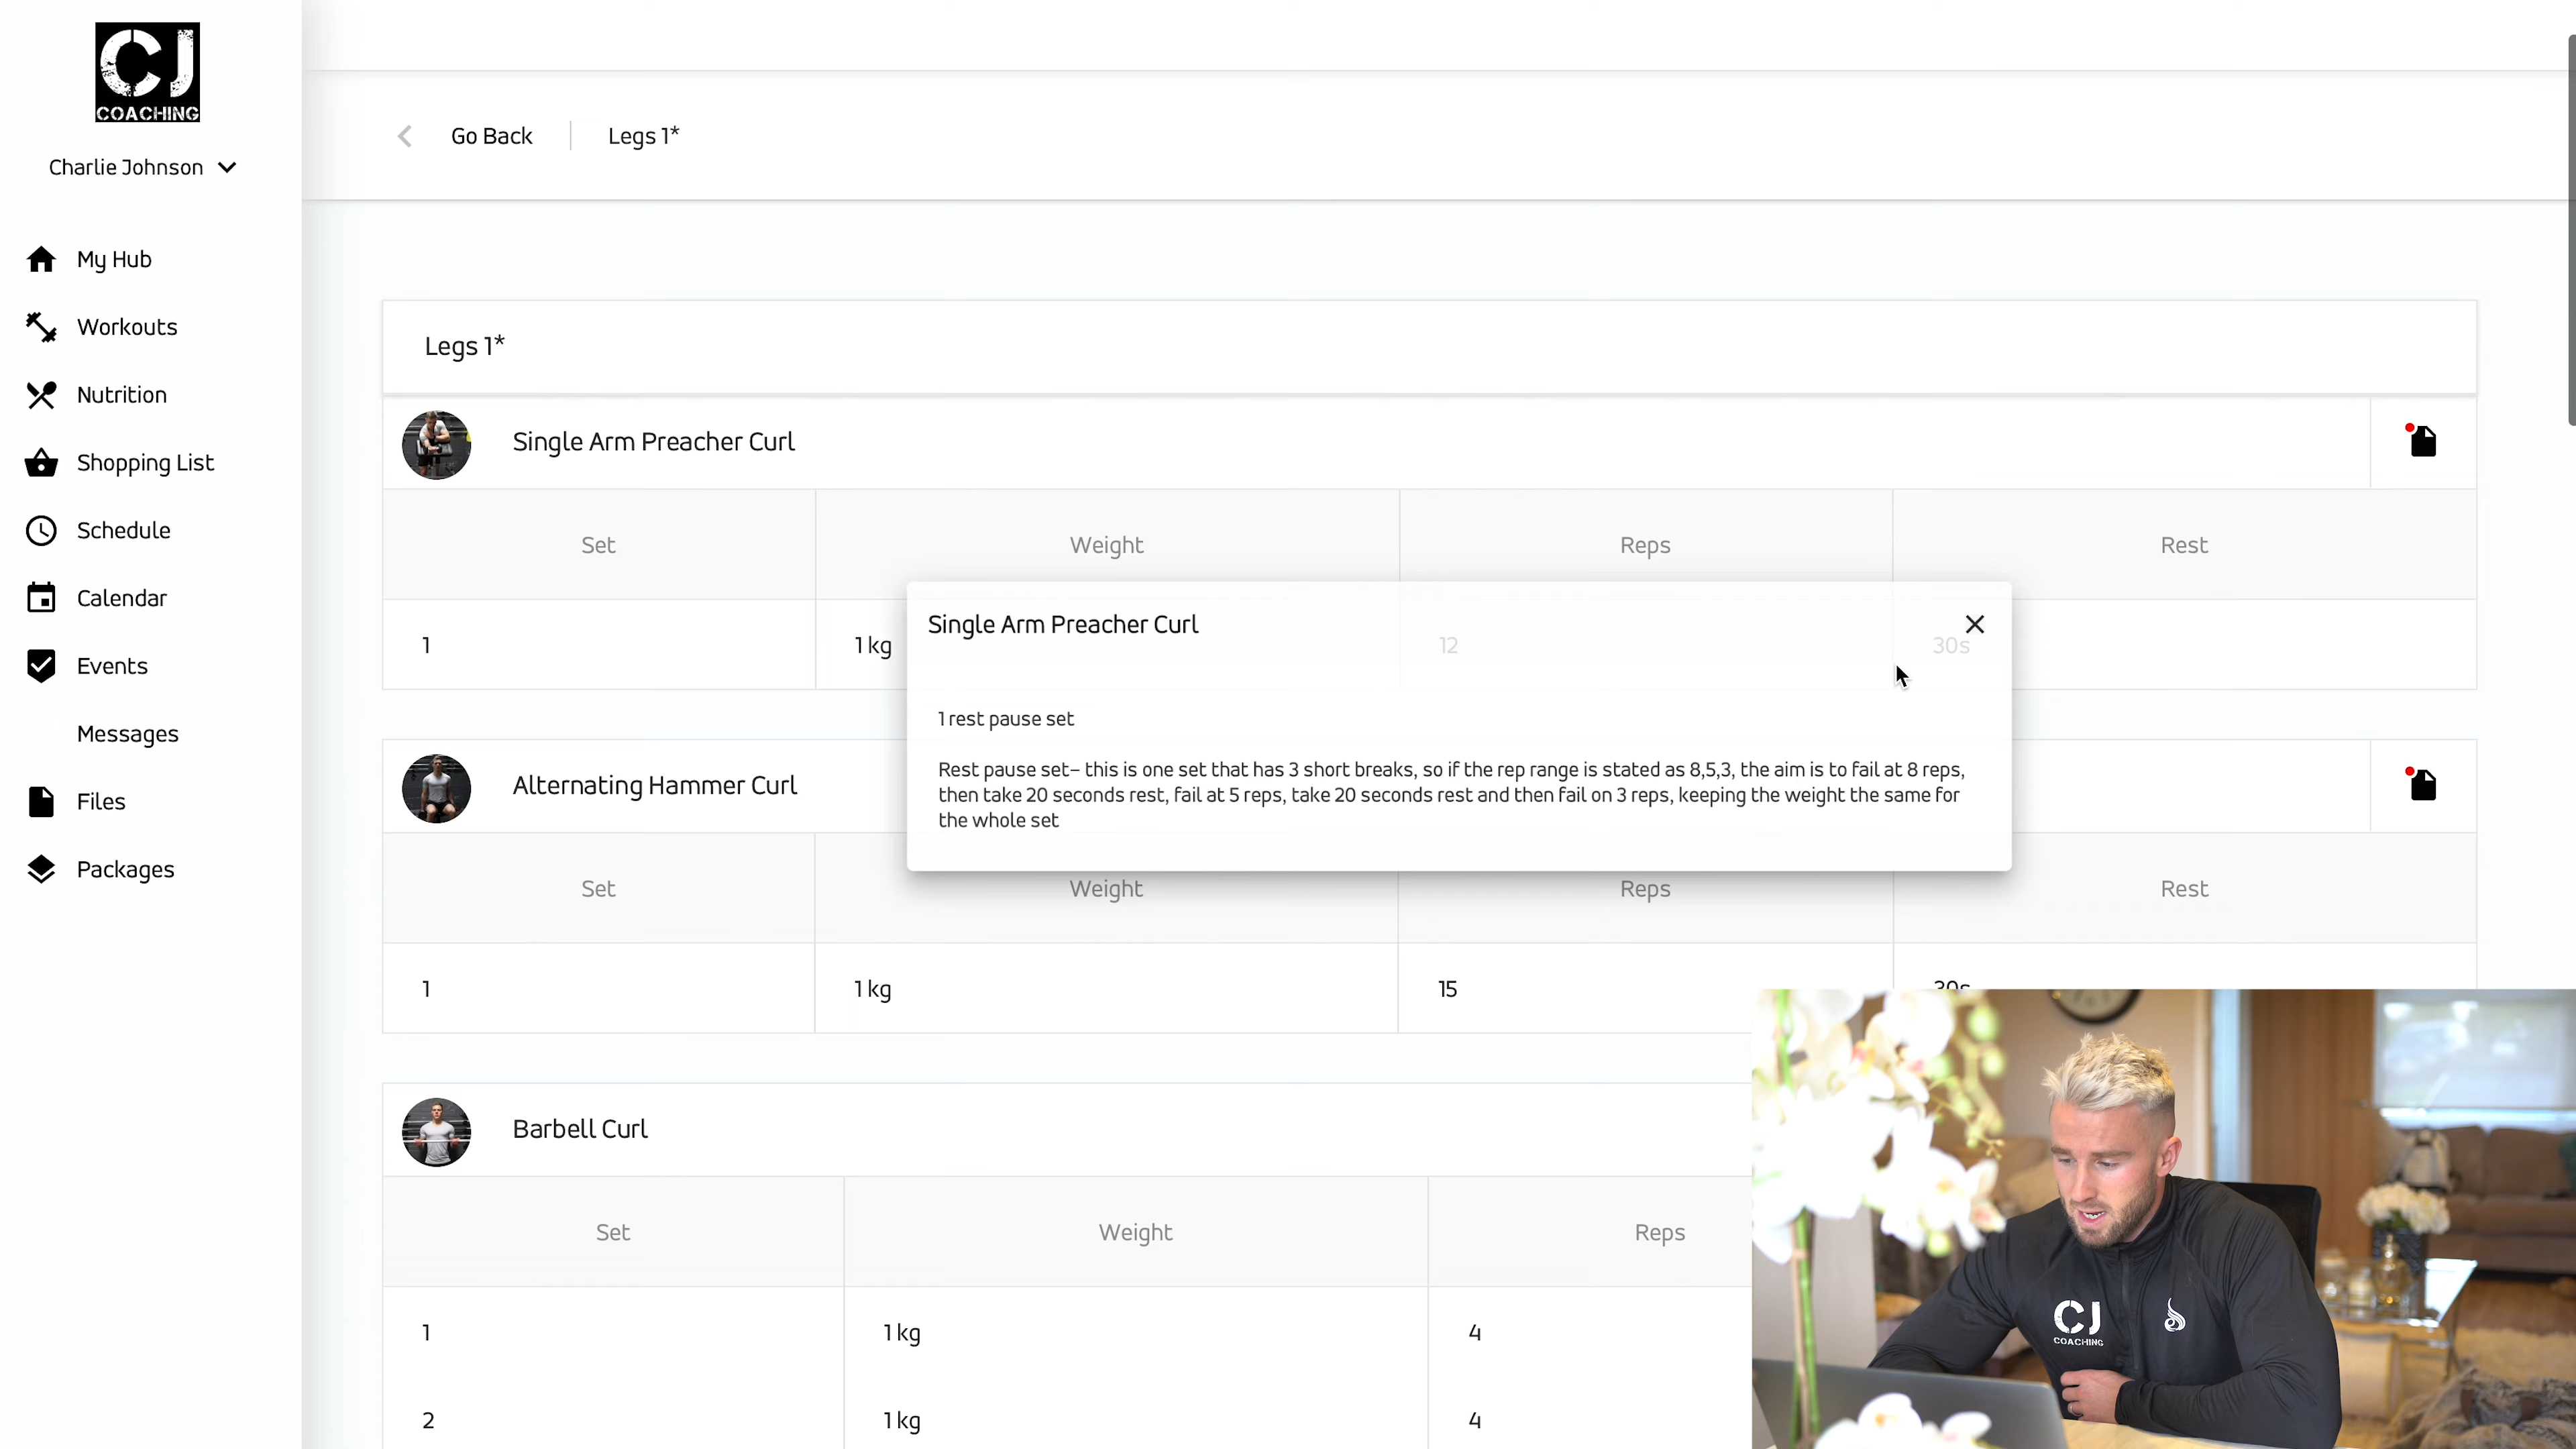 CJ
COACHING
Charlie Johnson
My Hub
Workouts
Nutrition
Shopping List
Schedule
Calendar
Events
Messages
Files
Packages
Go Back
Legs 1*
Legs 1*
Single Arm Preacher Curl
Set Weight Reps Rest
1 1 kg 12 30s
Single Arm Preacher Curl
1 rest pause set
Rest pause set– this is one set that has 3 short breaks, so if the rep range is stated as 8,5,3, the aim is to fail at 8 reps,
then take 20 seconds rest, fail at 5 reps, take 20 seconds rest and then fail on 3 reps, keeping the weight the same for
the whole set
Alternating Hammer Curl
Set Weight Reps Rest
1 1 kg 15 30s
Barbell Curl
Set Weight Reps
1 1 kg 4
2 1 kg 4
CJ
COACHING